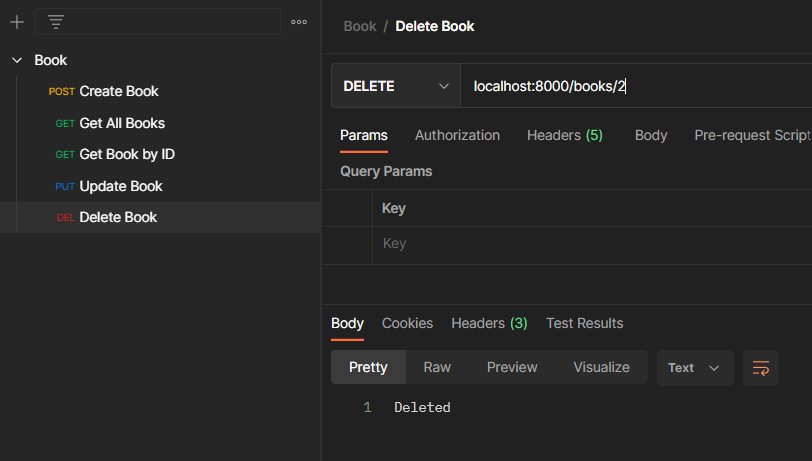 Book
POST Create Book
GET Get All Books
GET Get Book by ID
PUT Update Book
DEL Delete Book
Book / Delete Book
DELETE
localhost:8000/books/2
Params Authorization Headers (5) Body Pre-request Script
Query Params
Key
Key
Body Cookies Headers (3) Test Results
Pretty Raw Preview Visualize Text
1 Deleted